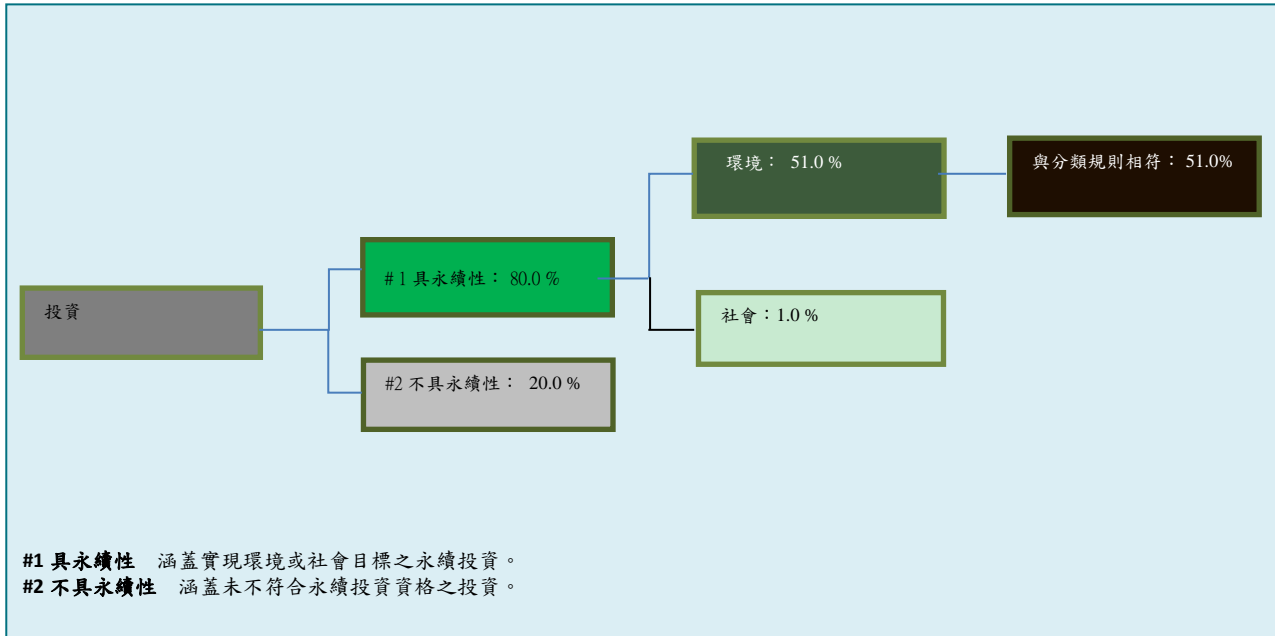 環境： 51.0 %
與分類規則相符： 51.0%
#1 具永續性： 80.0 %
投資
社會：1.0 %
#2 不具永續性： 20.0 %
#1 具永續性 涵蓋實現環境或社會目標之永續投資。
#2 不具永續性 涵蓋未不符合永續投資資格之投資。